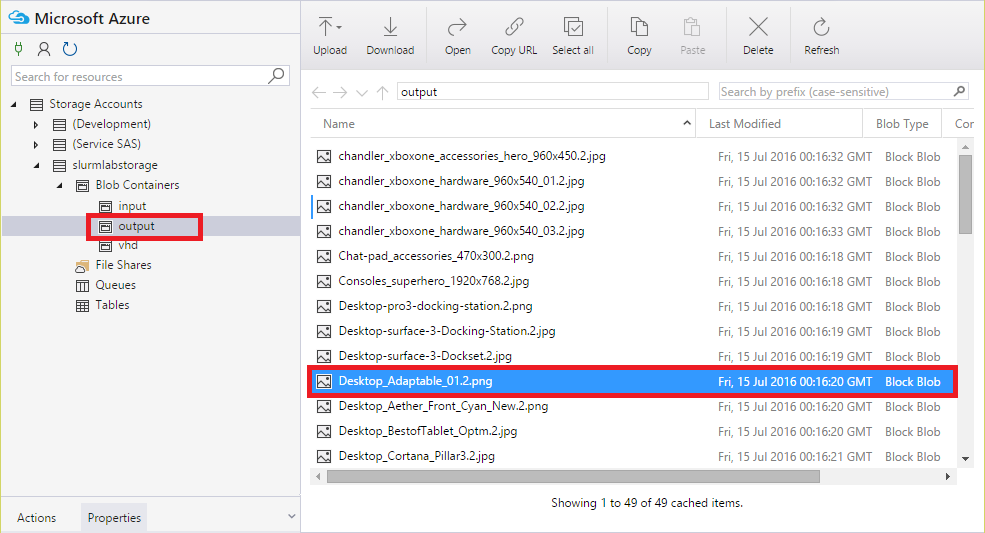 Microsoft Azure
Search for resources
Storage Accounts
(Development)
(Service SAS)
slurmlabstorage
Blob Containers
input
output
vhd
File Shares
Queues
Tables
Actions Properties
Upload Download Open Copy URL Select all Copy Paste Delete Refresh
output Search by prefix (case-sensitive)
Name Last Modified Blob Type Con
chandler_xboxone_accessories_hero_960x450.2.jpg Fri, 15 Jul 2016 00:16:32 GMT Block Blob
chandler_xboxone_hardware_960x540_01.2.jpg Fri, 15 Jul 2016 00:16:32 GMT Block Blob
chandler_xboxone_hardware_960x540_02.2.jpg Fri, 15 Jul 2016 00:16:32 GMT Block Blob
chandler_xboxone_hardware_960x540_03.2.jpg Fri, 15 Jul 2016 00:16:33 GMT Block Blob
Chat-pad_accessories_470x300.2.png Fri, 15 Jul 2016 00:16:18 GMT Block Blob
Consoles_superhero_1920x768.2.jpg Fri, 15 Jul 2016 00:16:18 GMT Block Blob
Desktop-pro3-docking-station.2.png Fri, 15 Jul 2016 00:16:18 GMT Block Blob
Desktop-surface-3-Docking-Station.2.jpg Fri, 15 Jul 2016 00:16:19 GMT Block Blob
Desktop-surface-3-Dockset.2.jpg Fri, 15 Jul 2016 00:16:19 GMT Block Blob
Desktop_Adaptable_01.2.png Fri, 15 Jul 2016 00:16:20 GMT Block Blob
Desktop_Aether_Front_Cyan_New.2.png Fri, 15 Jul 2016 00:16:20 GMT Block Blob
Desktop_BestofTablet_Optm.2.jpg Fri, 15 Jul 2016 00:16:20 GMT Block Blob
Desktop_Cortana_Pillar3.2.jpg Fri, 15 Jul 2016 00:16:21 GMT Block Blob
Showing 1 to 49 of 49 cached items.